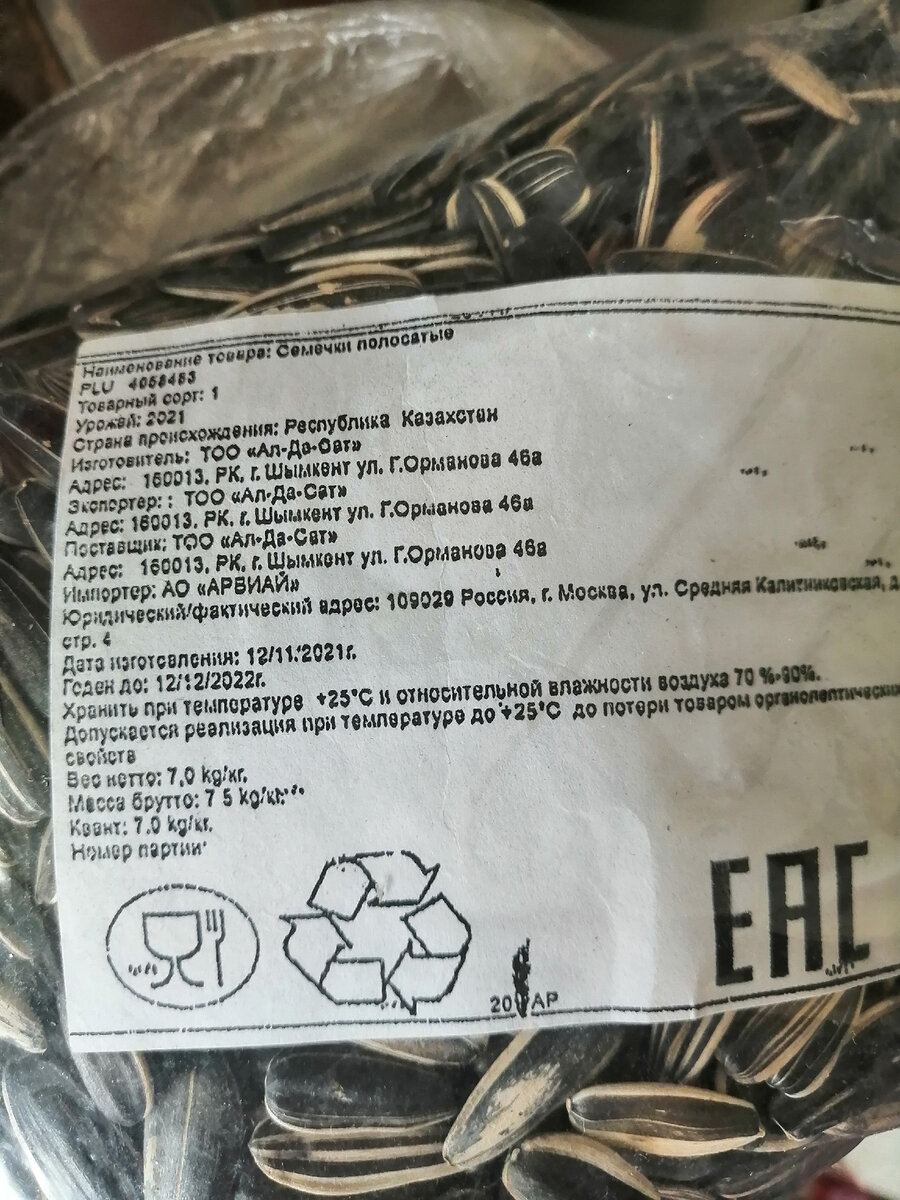 Наименование товара: Семечки полосатые
PLU 4058453
Товарный сорт: 1
Урожай: 2021
Страна происхождения: Республика Казахстан
Изготовитель: ТОО «Ал-Да-Сат»
Адрес: 160013, РК, г. Шымкент ул. Г.Орманова 46а
Экспортер: : ТОО «Ал-Да-Сат»
Адрес: 160013, РК, г. Шымкент ул. Г.Орманова 46а
Поставщик: ТОО «Ал-Да-Сат»
Адрес: 160013, РК, г. Шымкент ул. Г.Орманова 46а
Импортер: АО «АРВИАЙ»
Юридический/фактический адрес: 109029 Россия, г. Москва, ул. Средняя Калитниковская, д.
стр. 4
Дата изготовления: 12/11/2021г.
Годен до: 12/12/2022г.
Хранить при температуре +25°С и относительной влажности воздуха 70 %-90%.
Допускается реализация при температуре до +25°С до потери товаром органолептических
свойств
Вес нетто: 7,0 kg/кг.
Масса брутто: 7 5 kg/кг.
Квант: 7.0 kg/кг.
Номер партии:
EAC
20 AP